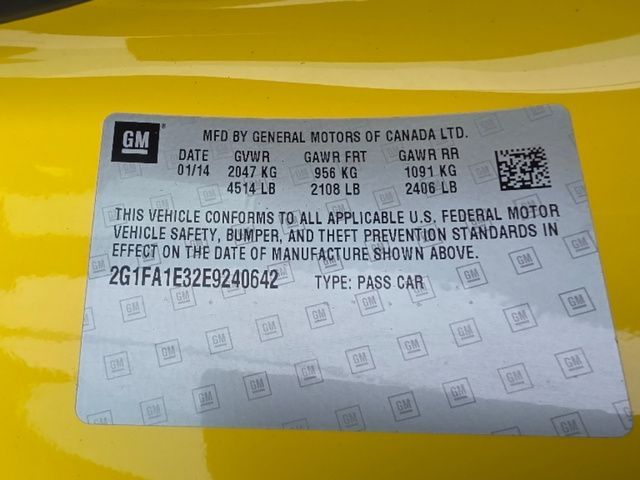 GM MFD BY GENERAL MOTORS OF CANADA LTD.
DATE GVWR GAWR FRT GAWR RR
01/14 2047 KG 956 KG 1091 KG
4514 LB 2108 LB 2406 LB
THIS VEHICLE CONFORMS TO ALL APPLICABLE U.S. FEDERAL MOTOR
VEHICLE SAFETY, BUMPER, AND THEFT PREVENTION STANDARDS IN
EFFECT ON THE DATE OF MANUFACTURE SHOWN ABOVE.
2G1FA1E32E9240642 TYPE: PASS CAR